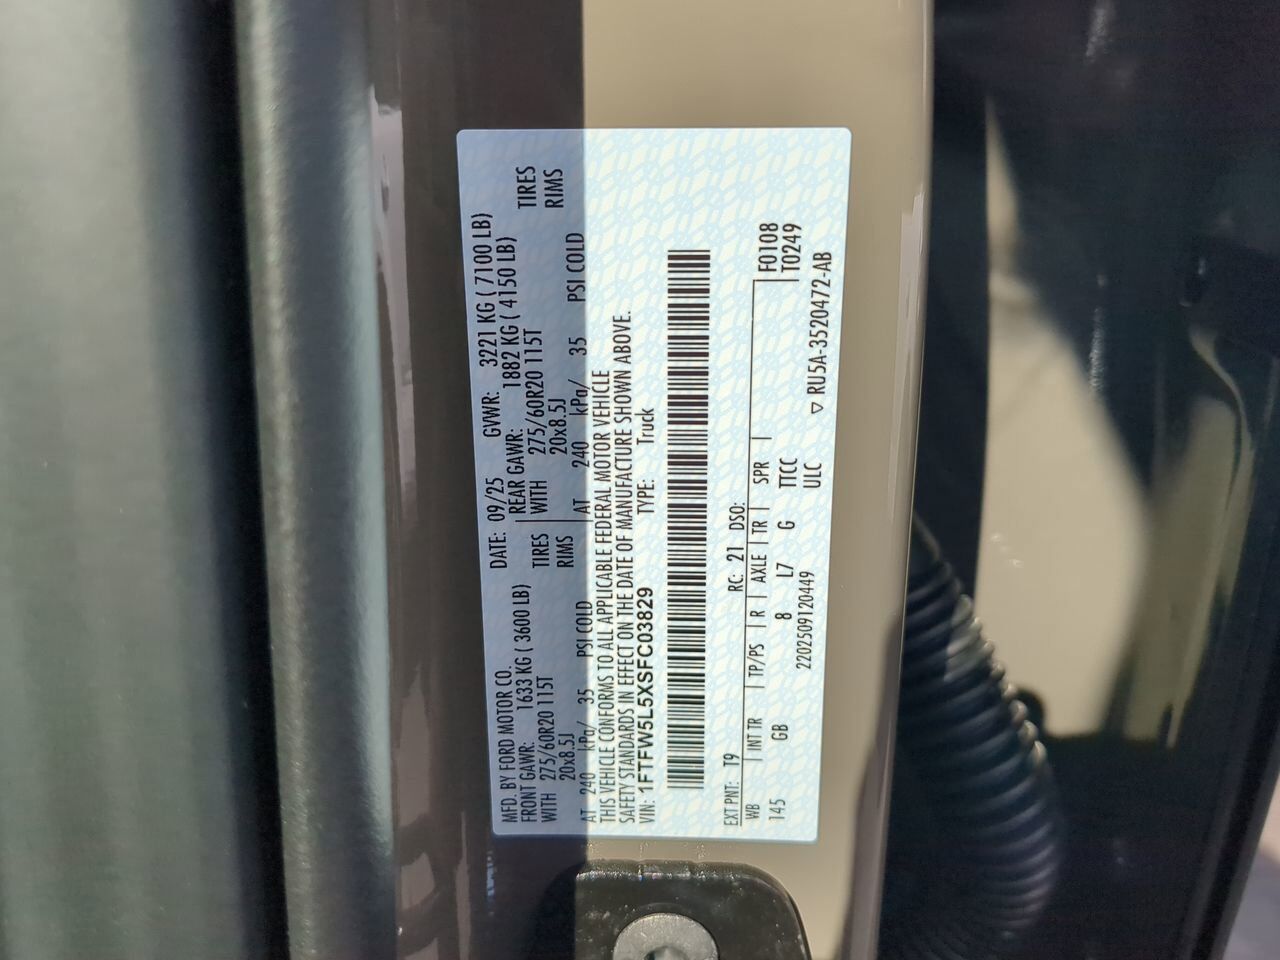 MFD. BY FORD MOTOR CO.
DATE: 09/25 GVWR: 3221 KG ( 7100 LB)
FRONT GAWR: 1633 KG ( 3600 LB) REAR GAWR: 1882 KG ( 4150 LB)
WITH 275/60R20 115T TIRES WITH 275/60R20 115T TIRES
20x8.5J RIMS 20x8.5J RIMS
AT 240 kPa/ 35 PSI COLD AT 240 kPa/ 35 PSI COLD
THIS VEHICLE CONFORMS TO ALL APPLICABLE FEDERAL MOTOR VEHICLE
SAFETY STANDARDS IN EFFECT ON THE DATE OF MANUFACTURE SHOWN ABOVE.
VIN: 1FTFW5L5XSFC03829 TYPE: Truck
EXT PNT: T9 RC: 21 DSO:
WB INT TR TP/PS R AXLE TR SPR F0108
145 GB 8 L7 G TTCC T0249
2202509120449 ULC ▽ RU5A-3520472-AB